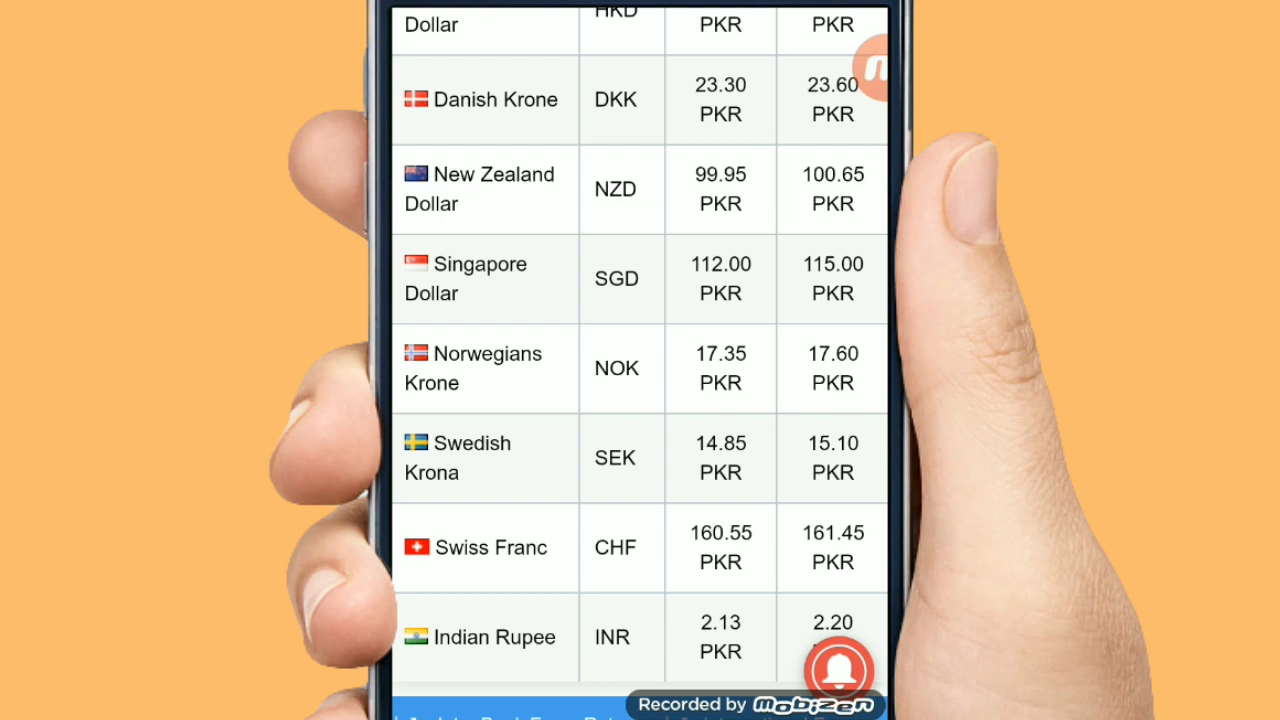 HKD
Dollar PKR PKR
Danish Krone DKK 23.30 PKR 23.60 PKR
New Zealand Dollar NZD 99.95 PKR 100.65 PKR
Singapore Dollar SGD 112.00 PKR 115.00 PKR
Norwegians Krone NOK 17.35 PKR 17.60 PKR
Swedish Krona SEK 14.85 PKR 15.10 PKR
Swiss Franc CHF 160.55 PKR 161.45 PKR
Indian Rupee INR 2.13 PKR 2.20
Recorded by mobizen